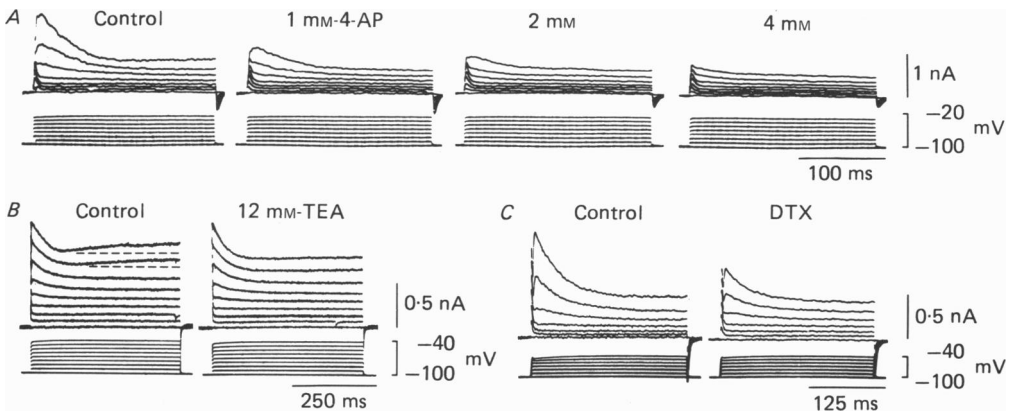 A Control 1 mM-4-AP 2 mM 4 mM
1 nA
−20
mV
−100
100 ms
B Control 12 mM-TEA C Control DTX
0·5 nA 0·5 nA
−40 −40
mV mV
−100 −100
250 ms 125 ms